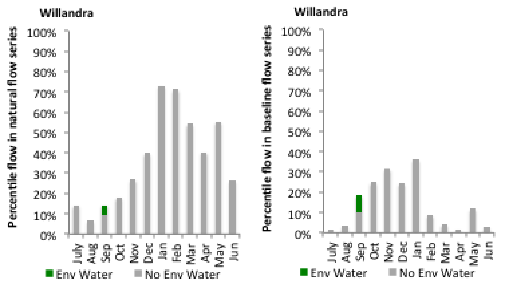 Willandra
Percentile flow in natural flow series
100%
90%
80%
70%
60%
50%
40%
30%
20%
10%
0%
July
Aug
Sep
Oct
Nov
Dec
Jan
Feb
Mar
Apr
May
Jun
Env Water
No Env Water
Willandra
Percentile flow in baseline flow series
100%
90%
80%
70%
60%
50%
40%
30%
20%
10%
0%
July
Aug
Sep
Oct
Nov
Dec
Jan
Feb
Mar
Apr
May
Jun
Env Water
No Env Water